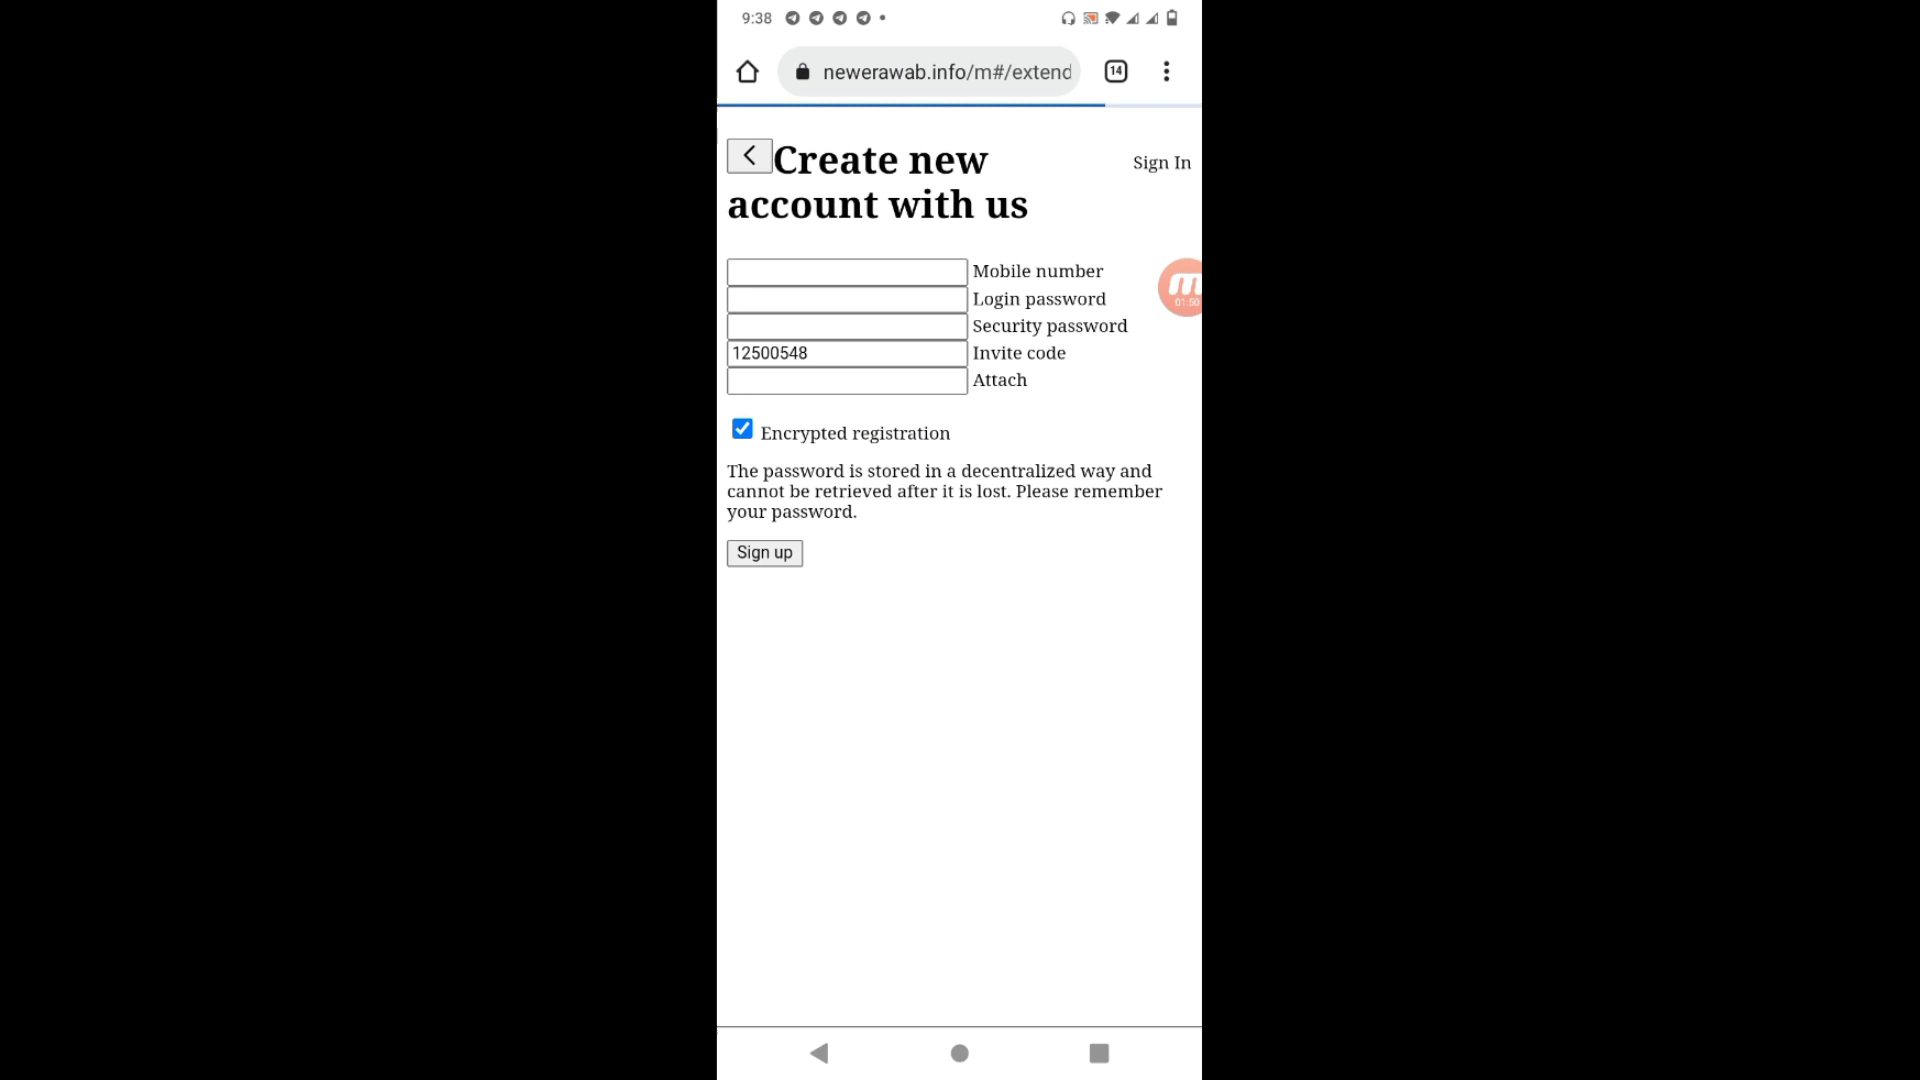 9:38
newerawab.info/m#/extend
14
Create new
account with us
Sign In
Mobile number
01:50
Login password
Security password
12500548 Invite code
Attach
Encrypted registration
The password is stored in a decentralized way and
cannot be retrieved after it is lost. Please remember
your password.
Sign up